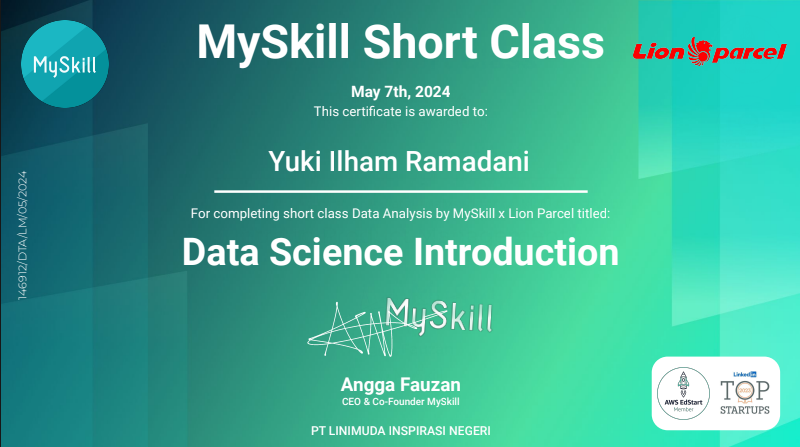 MySkill
MySkill Short Class
Lion parcel
May 7th, 2024
This certificate is awarded to:
Yuki Ilham Ramadani
146912/DTA/LM/05/2024
For completing short class Data Analysis by MySkill x Lion Parcel titled:
Data Science Introduction
MySkill
Angga Fauzan
CEO & Co-Founder MySkill
PT LINIMUDA INSPIRASI NEGERI
AWS EdStart
Member
LinkedIn
TOP
STARTUPS